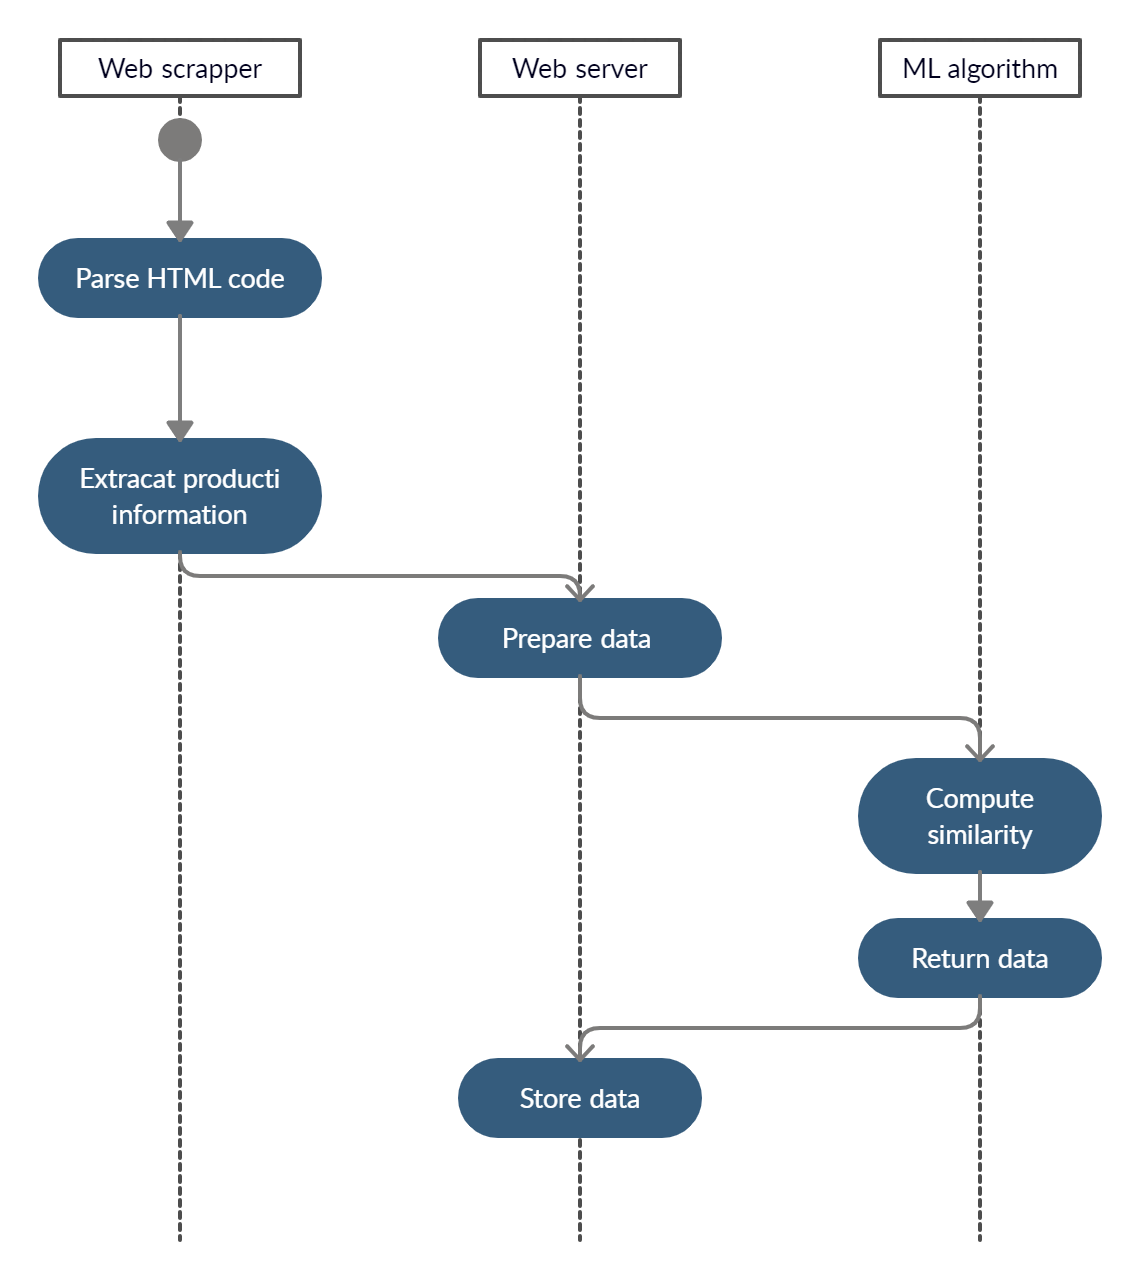 Web scrapper
Web server
ML algorithm
Parse HTML code
Extracat producti
information
Prepare data
Compute
similarity
Return data
Store data